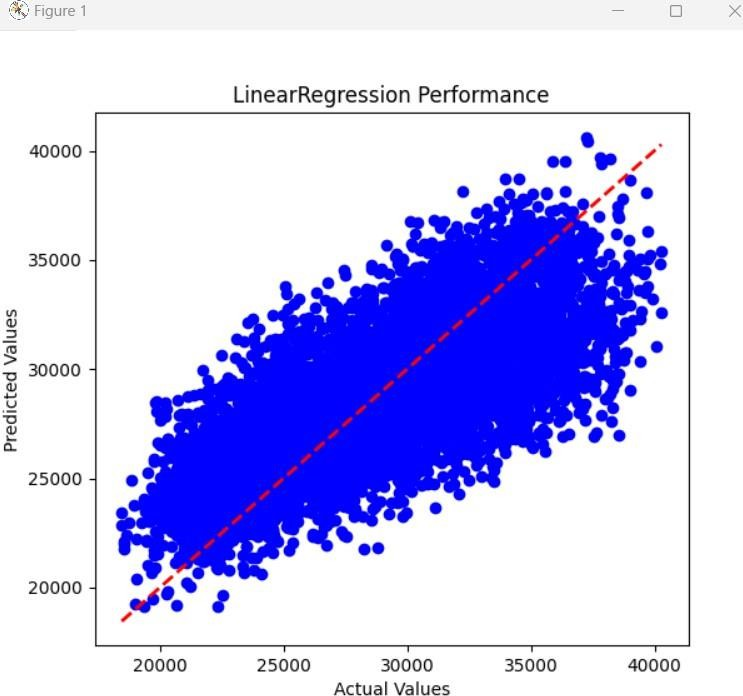 Figure 1
LinearRegression Performance
40000
35000
30000
25000
20000
Predicted Values
20000 25000 30000 35000 40000
Actual Values